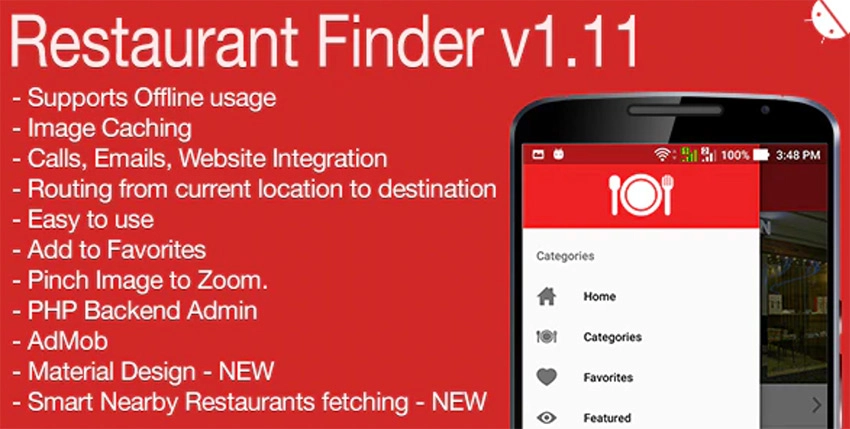 Restaurant Finder v1.11
- Supports Offline usage
- Image Caching
- Calls, Emails, Website Integration
- Routing from current location to destination
- Easy to use
- Add to Favorites
- Pinch Image to Zoom.
- PHP Backend Admin
- AdMob
- Material Design - NEW
- Smart Nearby Restaurants fetching - NEW
100% 3:48 PM
N
Categories
Home
Categories
Favorites
Featured